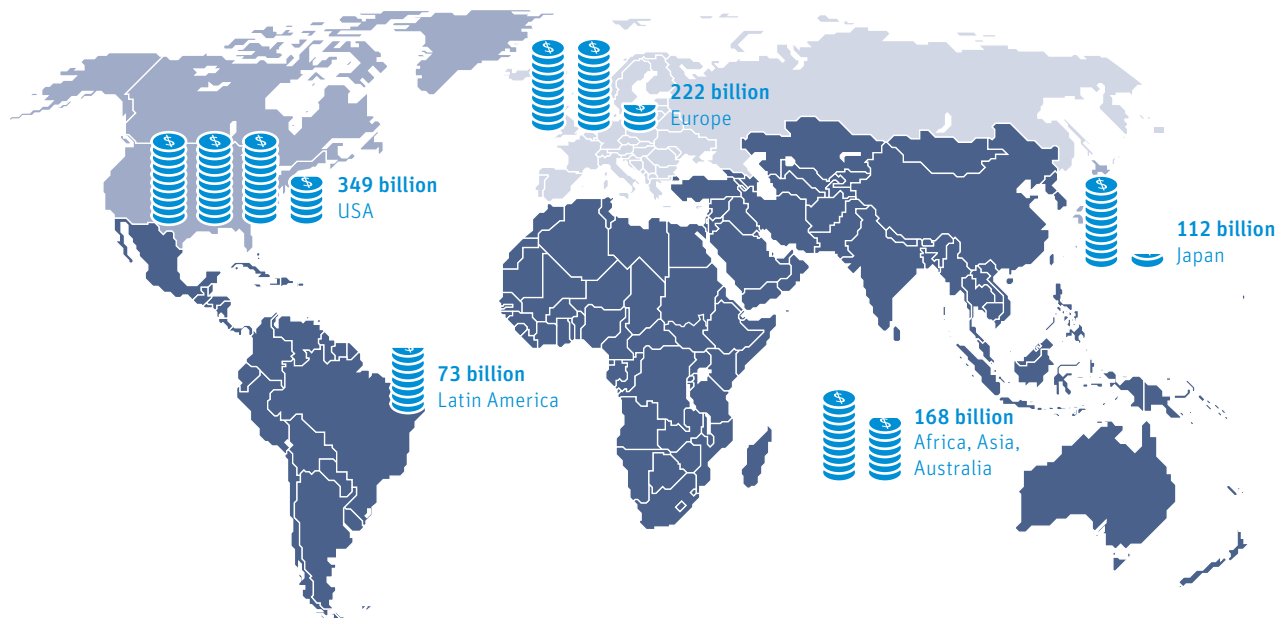 222 billion
Europe
349 billion
USA
112 billion
Japan
73 billion
Latin America
168 billion
Africa, Asia,
Australia